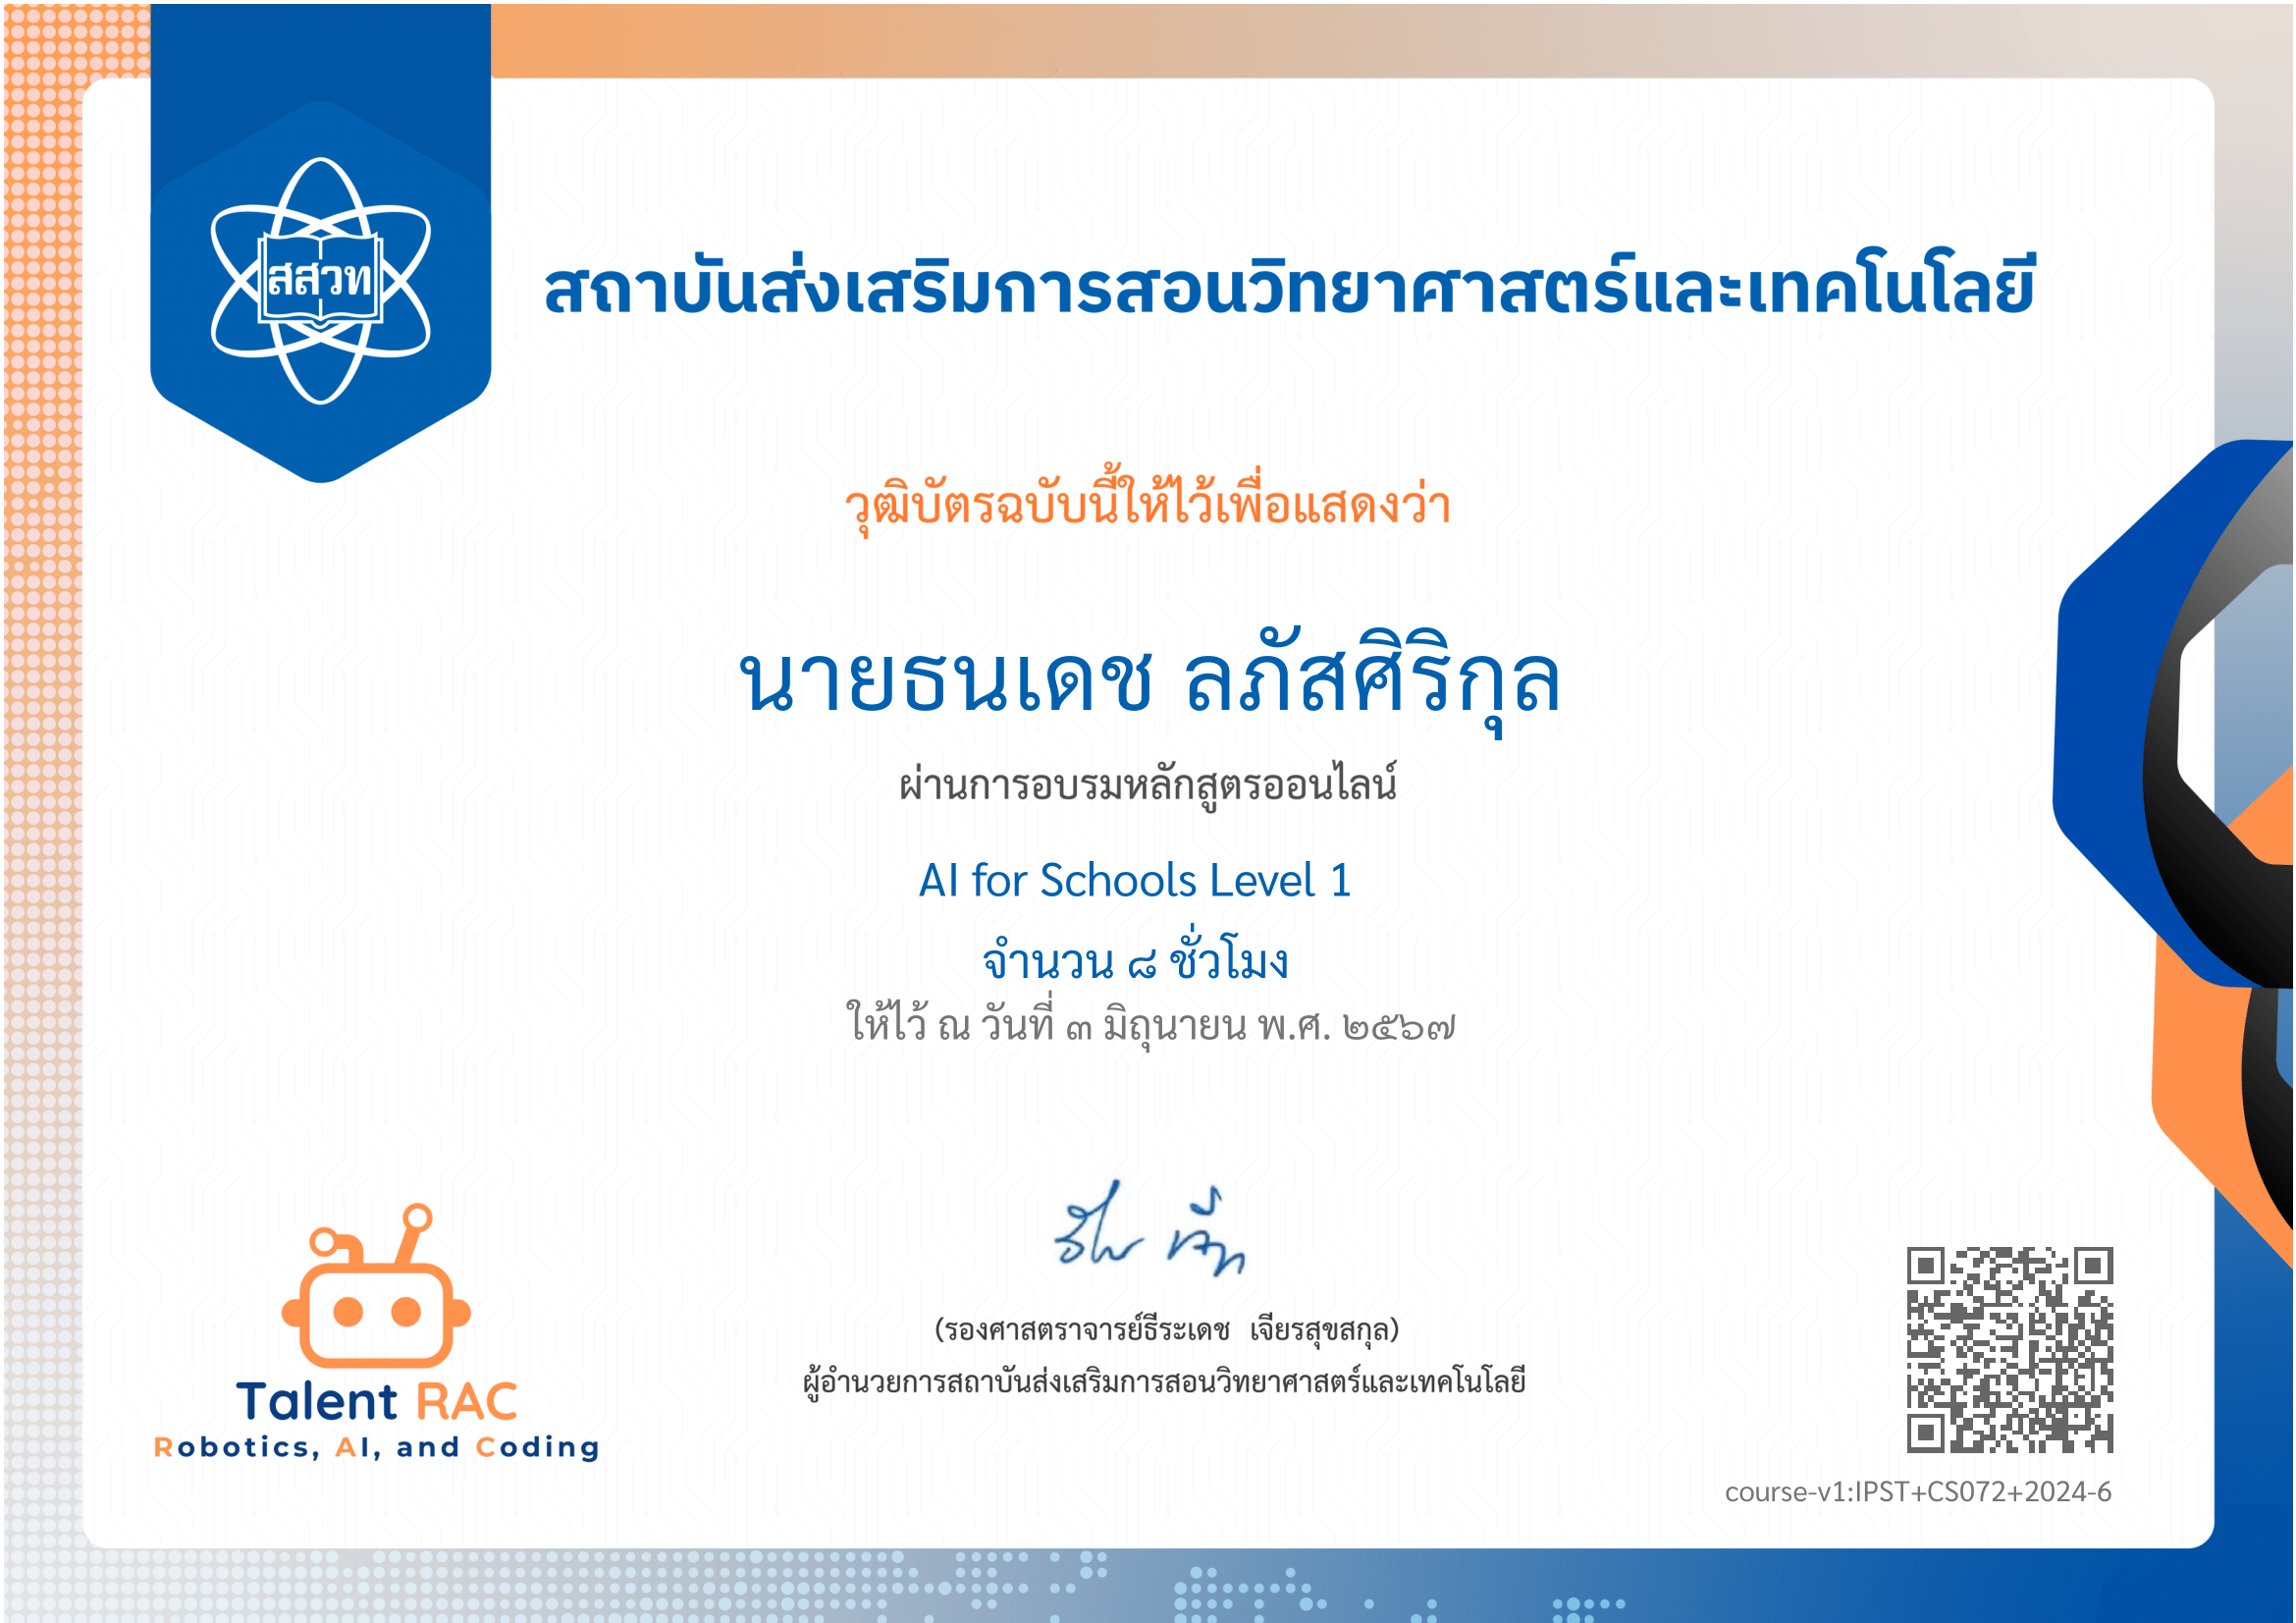 สสวท
สถาบันส่งเสริมการสอนวิทยาศาสตร์และเทคโนโลยี
วุฒิบัตรฉบับนี้ให้ไว้เพื่อแสดงว่า
นายธนเดช ลภัสศิริกุล
ผ่านการอบรมหลักสูตรออนไลน์
AI for Schools Level 1
จำนวน ๘ ชั่วโมง
ให้ไว้ ณ วันที่ ๓ มิถุนายน พ.ศ. ๒๕๖๗
(รองศาสตราจารย์ธีระเดช เจียรสุขสกุล)
ผู้อำนวยการสถาบันส่งเสริมการสอนวิทยาศาสตร์และเทคโนโลยี
Talent RAC
Robotics, AI, and Coding
course-v1:IPST+CS072+2024-6